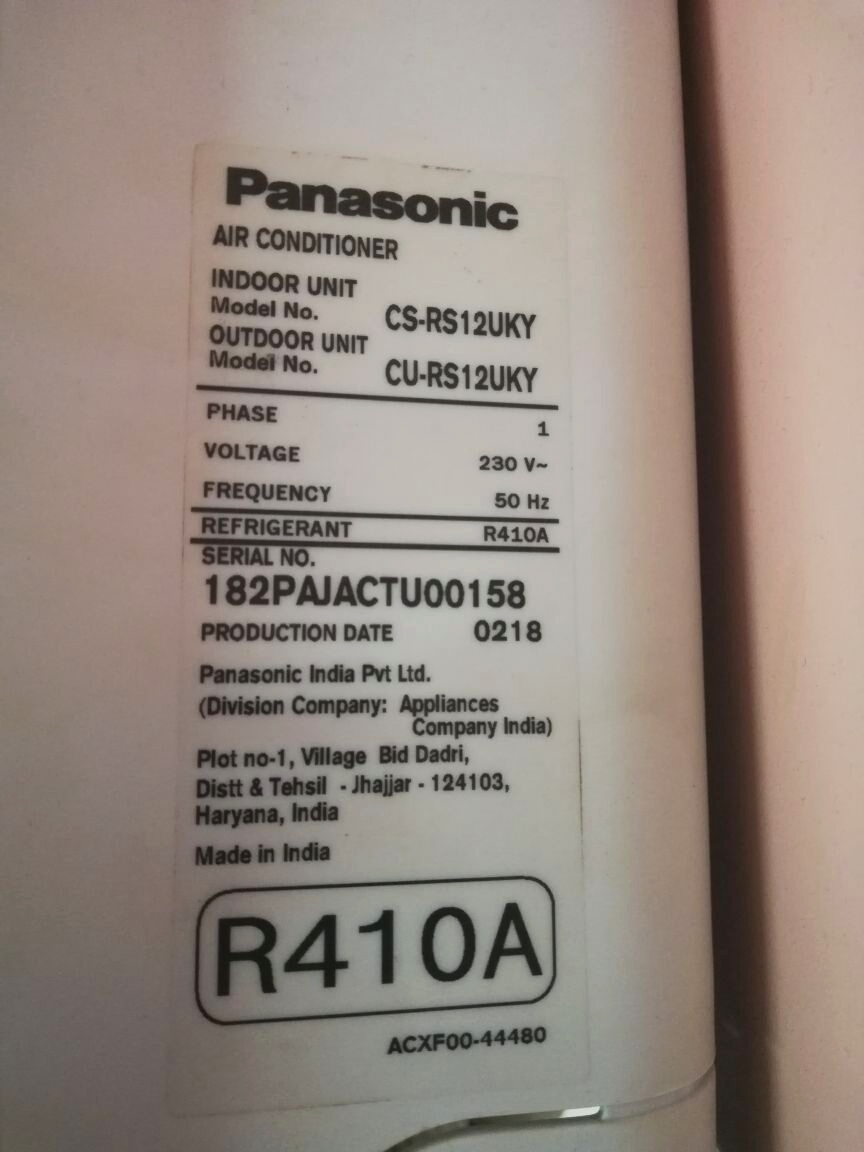 Panasonic
AIR CONDITIONER
INDOOR UNIT
Model No. CS-RS12UKY
OUTDOOR UNIT
Model No. CU-RS12UKY
PHASE 1
VOLTAGE 230 V~
FREQUENCY 50 Hz
REFRIGERANT R410A
SERIAL NO.
182PAJACTU00158
PRODUCTION DATE 0218
Panasonic India Pvt Ltd.
(Division Company: Appliances
Company India)
Plot no-1, Village Bid Dadri,
Distt & Tehsil - Jhajjar - 124103,
Haryana, India
Made in India
R410A
ACXF00-44480